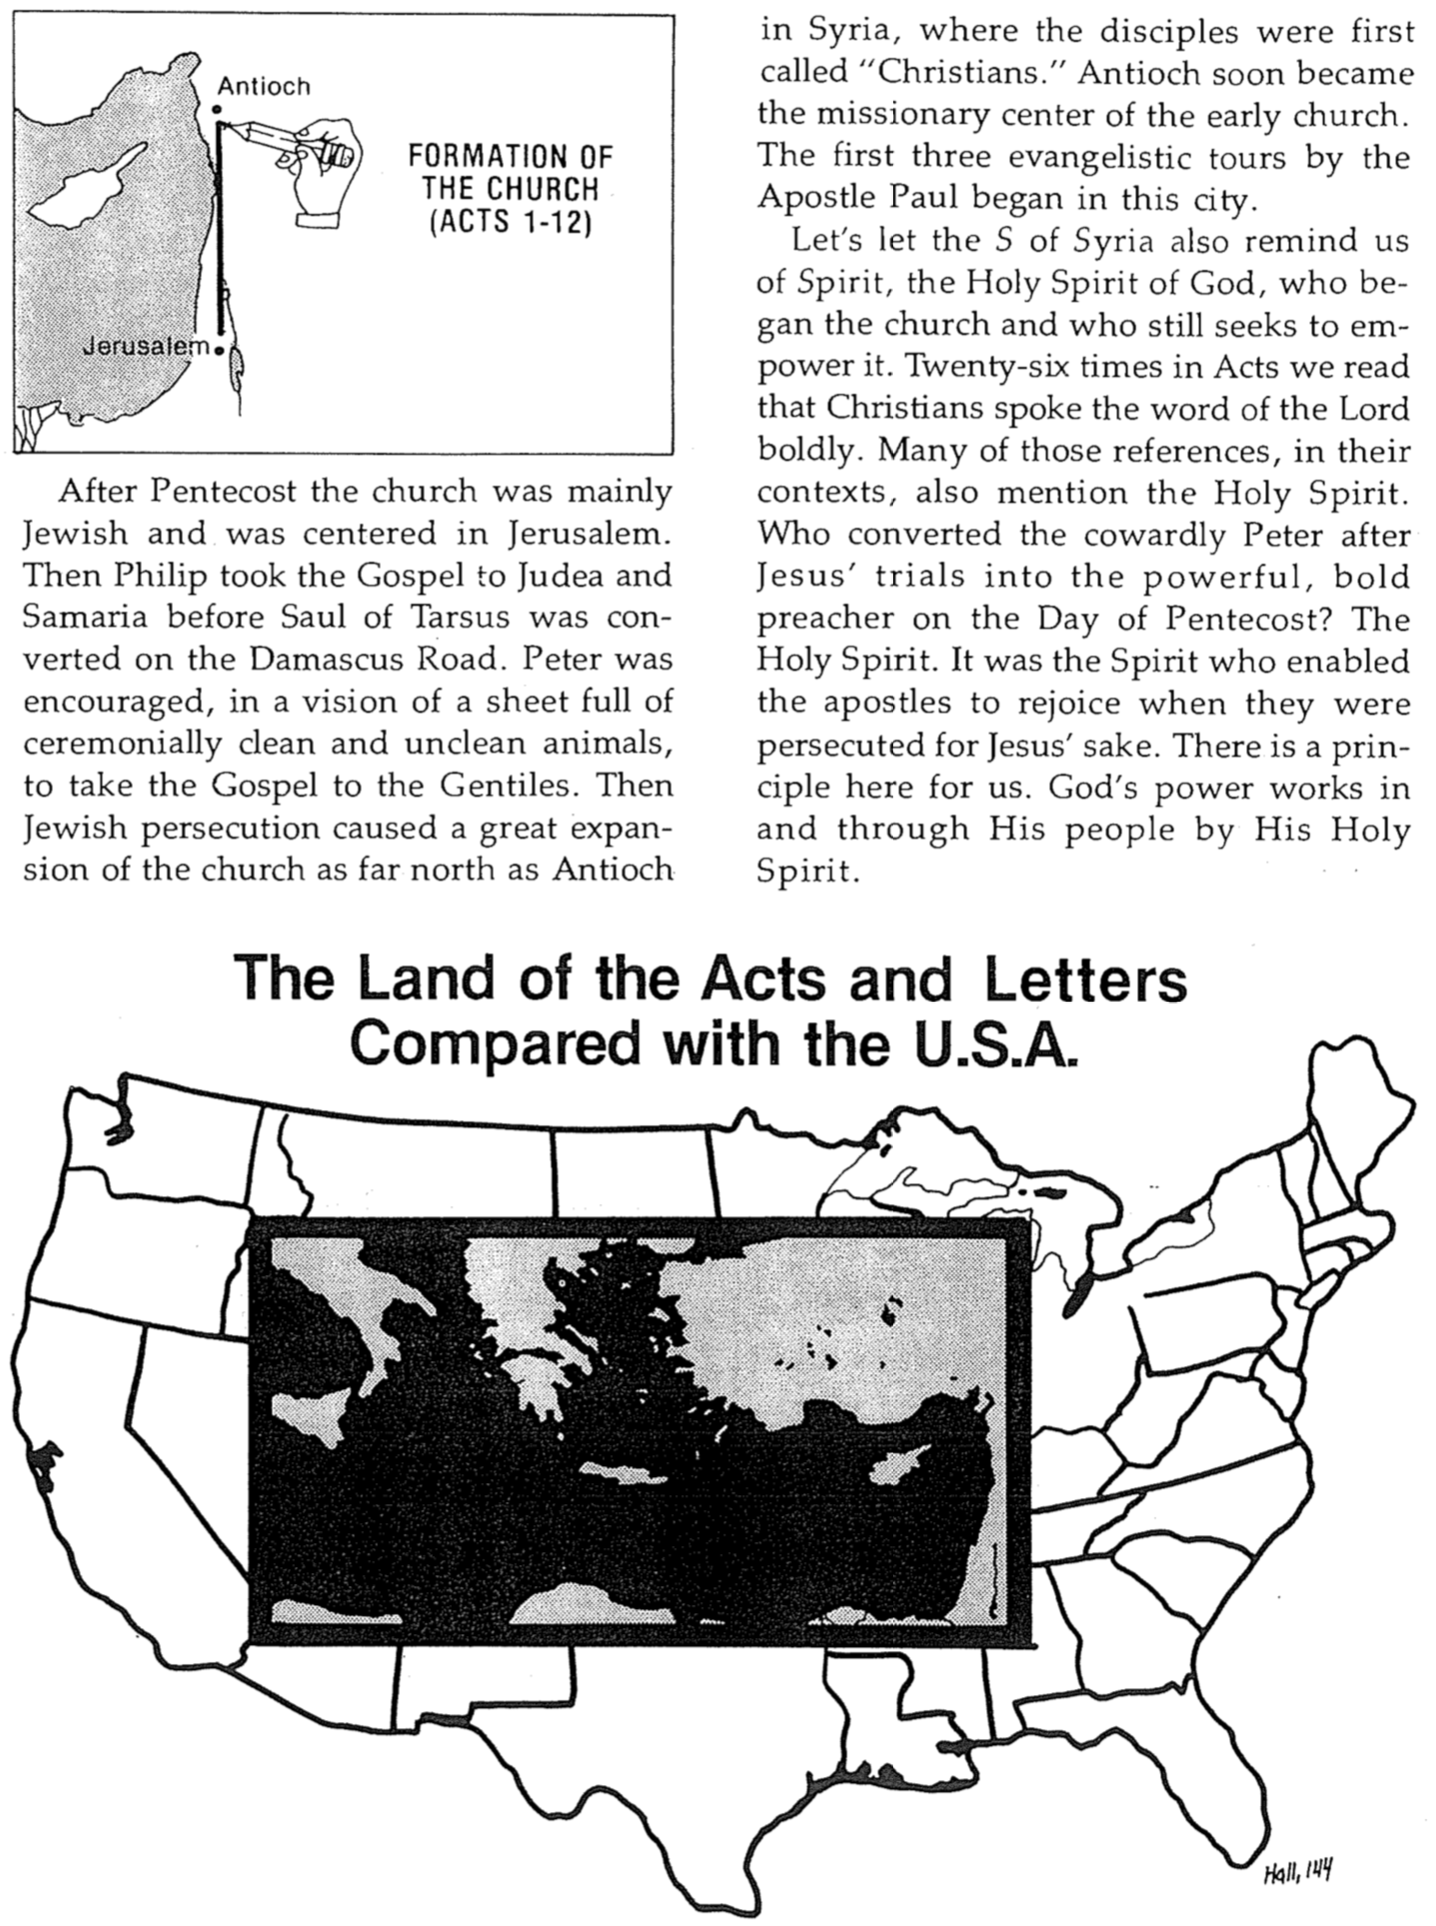 Antioch
FORMATION OF
THE CHURCH
(ACTS 1-12)
Jerusalem
After Pentecost the church was mainly
Jewish and was centered in Jerusalem.
Then Philip took the Gospel to Judea and
Samaria before Saul of Tarsus was con-
verted on the Damascus Road. Peter was
encouraged, in a vision of a sheet full of
ceremonially clean and unclean animals,
to take the Gospel to the Gentiles. Then
Jewish persecution caused a great expan-
sion of the church as far north as Antioch
in Syria, where the disciples were first
called "Christians." Antioch soon became
the missionary center of the early church.
The first three evangelistic tours by the
Apostle Paul began in this city.
Let's let the S of Syria also remind us
of Spirit, the Holy Spirit of God, who be-
gan the church and who still seeks to em-
power it. Twenty-six times in Acts we read
that Christians spoke the word of the Lord
boldly. Many of those references, in their
contexts, also mention the Holy Spirit.
Who converted the cowardly Peter after
Jesus' trials into the powerful, bold
preacher on the Day of Pentecost? The
Holy Spirit. It was the Spirit who enabled
the apostles to rejoice when they were
persecuted for Jesus' sake. There is a prin-
ciple here for us. God's power works in
and through His people by His Holy
Spirit.
The Land of the Acts and Letters
Compared with the U.S.A.
Hall, 144